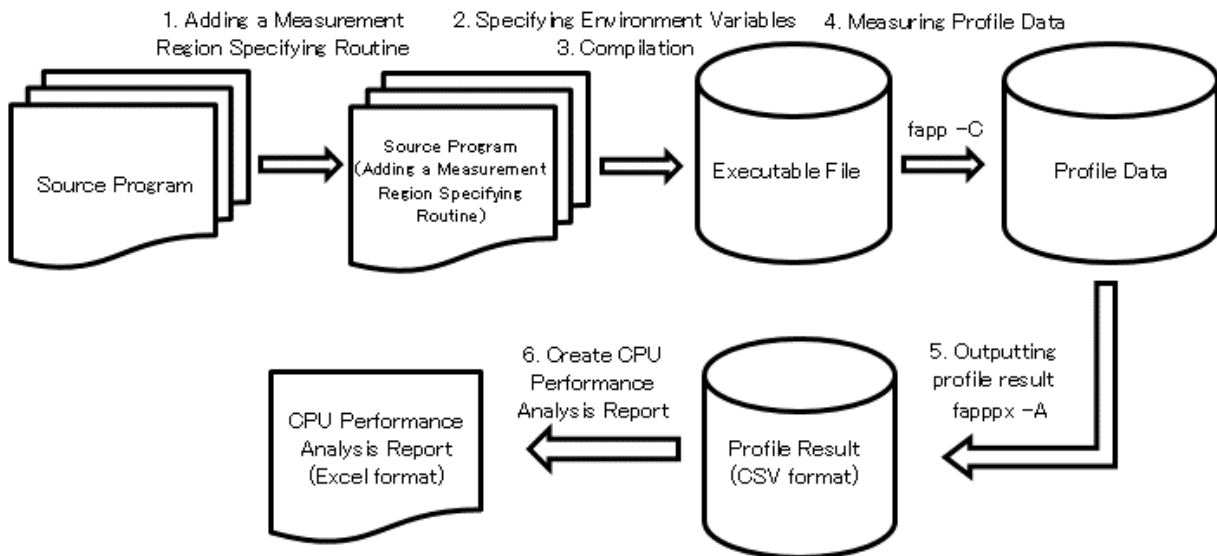 1. Adding a Measurement
Region Specifying Routine
2. Specifying Environment Variables
3. Compilation
4. Measuring Profile Data
Source Program
Source Program
(Adding a Measurement
Region Specifying
Routine)
Executable File
fapp -C
Profile Data
5. Outputting
profile result
fapppx -A
Profile Result
(CSV format)
6. Create CPU
Performance
Analysis Report
CPU Performance
Analysis Report
(Excel format)